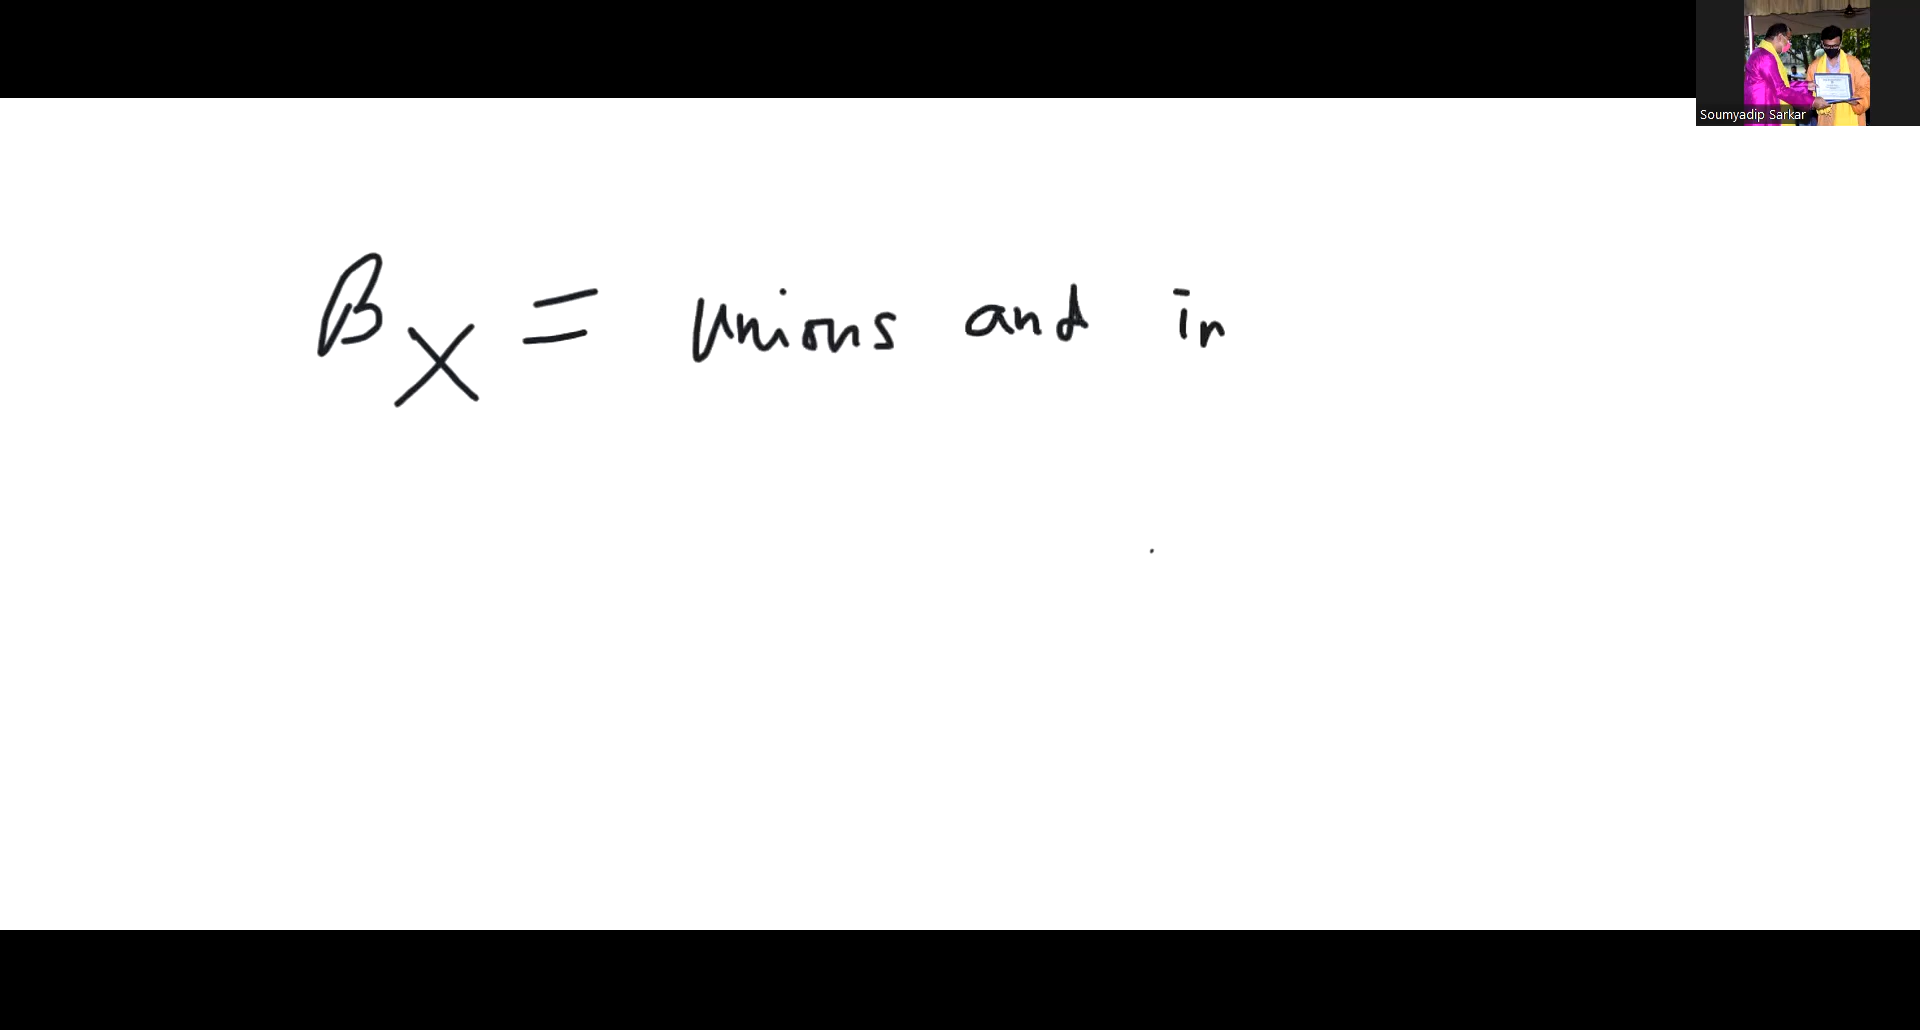 Soumyadip Sarkar
B_X = unions and in